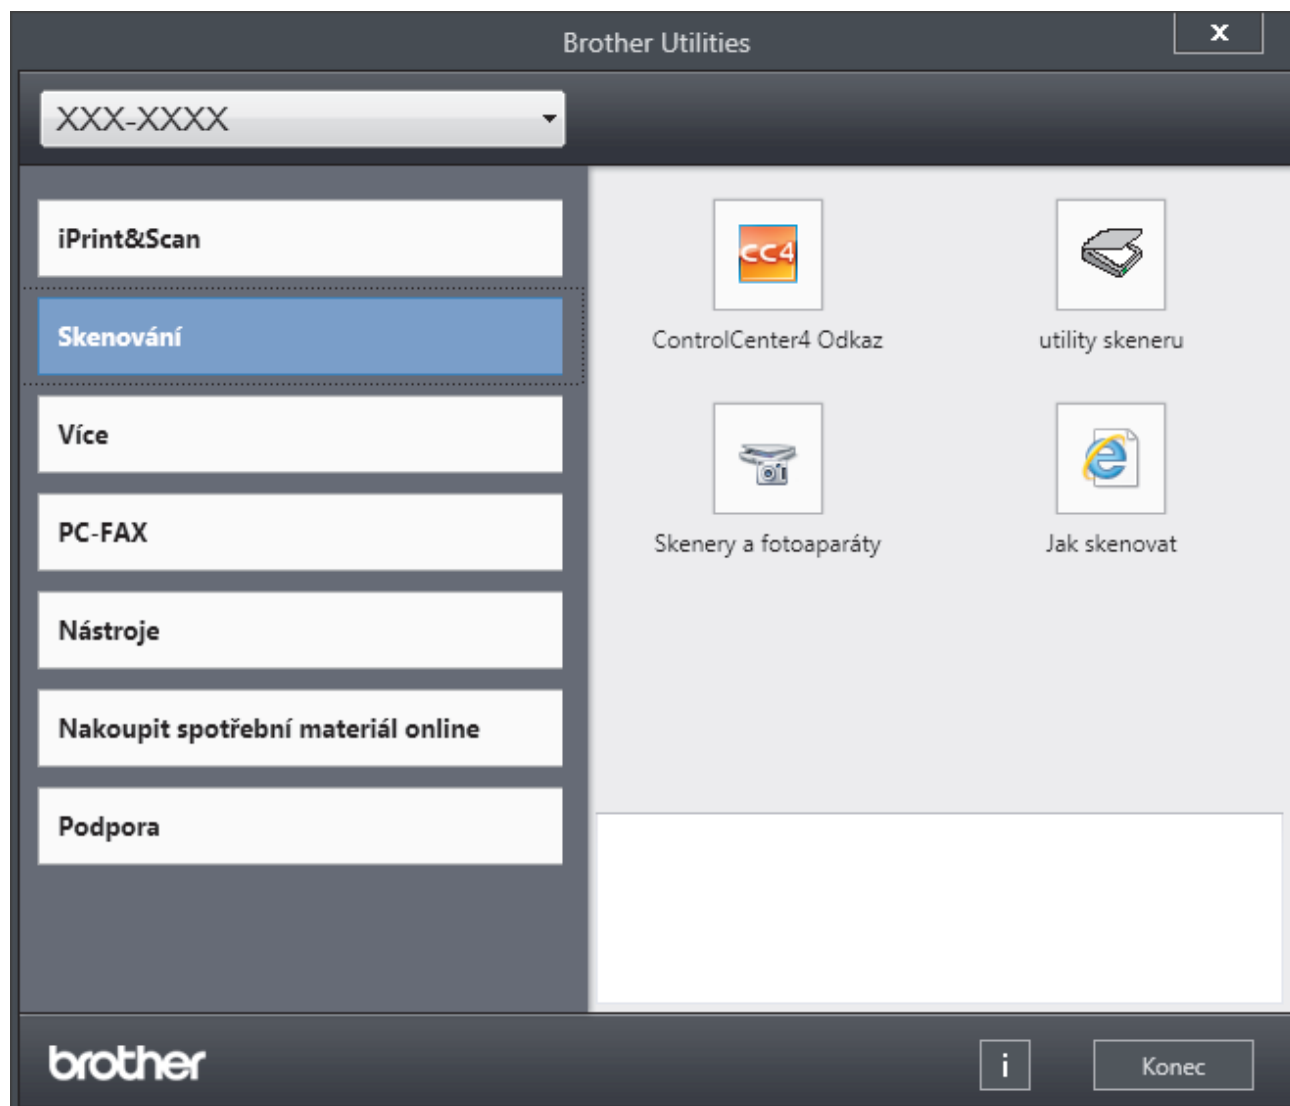 Brother Utilities
x
XXX-XXXX
iPrint&Scan
Skenování
Více
PC-FAX
Nástroje
Nakoupit spotřební materiál online
Podpora
CC4
ControlCenter4 Odkaz
utility skeneru
Skenery a fotoaparáty
Jak skenovat
brother
i
Konec